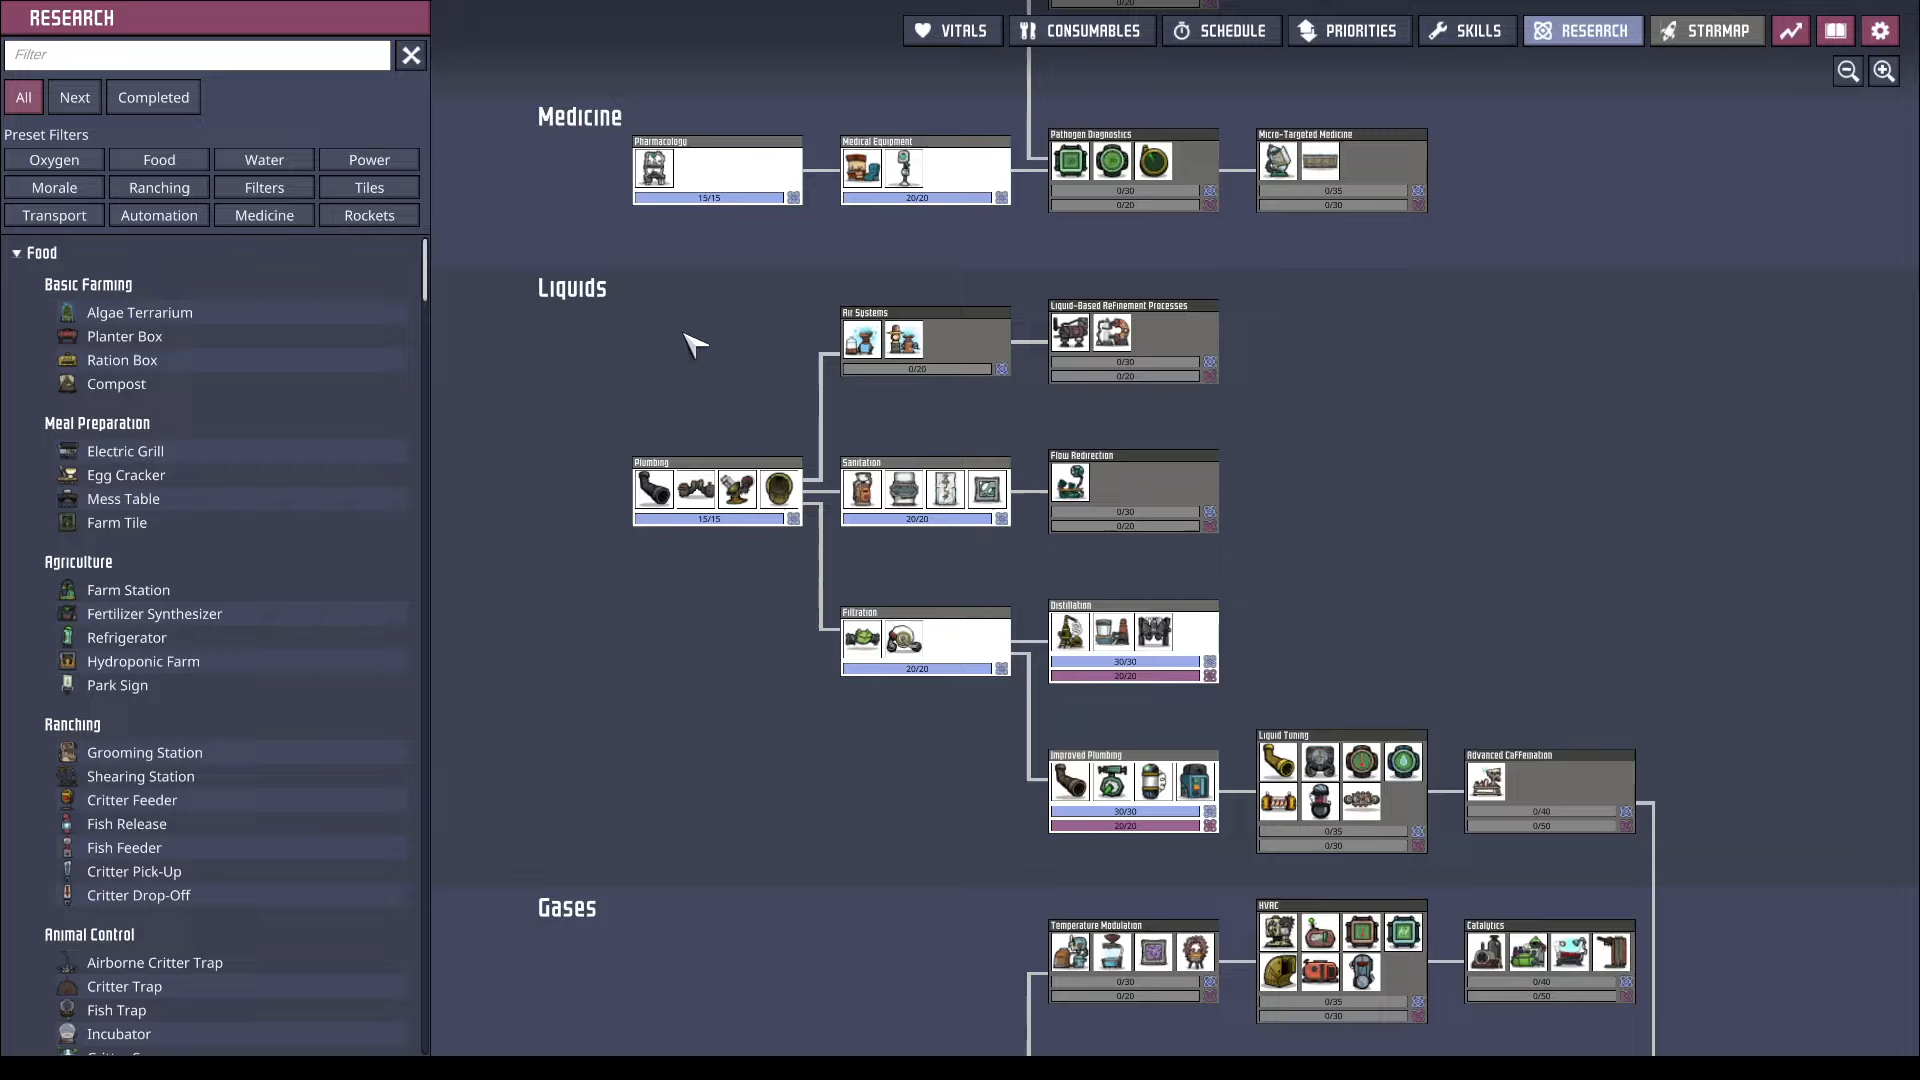 RESEARCH
VITALS
CONSUMABLES
SCHEDULE
PRIORITIES
SKILLS
RESEARCH
STARMAP
Filter
All
Next
Completed
Preset Filters
Oxygen
Food
Water
Power
Morale
Ranching
Filters
Tiles
Transport
Automation
Medicine
Rockets
Food
Basic Farming
Algae Terrarium
Planter Box
Ration Box
Compost
Meal Preparation
Electric Grill
Egg Cracker
Mess Table
Farm Tile
Agriculture
Farm Station
Fertilizer Synthesizer
Refrigerator
Hydroponic Farm
Park Sign
Ranching
Grooming Station
Shearing Station
Critter Feeder
Fish Release
Fish Feeder
Critter Pick-Up
Critter Drop-Off
Animal Control
Airborne Critter Trap
Critter Trap
Fish Trap
Incubator
0/20
Medicine
Pharmacology
15/15
Medical Equipment
20/20
Pathogen Diagnostics
0/30
0/20
Micro-Targeted Medicine
0/35
0/30
Liquids
Air Systems
0/20
Liquid-Based Refinement Processes
0/30
0/20
Plumbing
15/15
Sanitation
20/20
Flow Redirection
0/30
0/20
Filtration
20/20
Distillation
30/30
20/20
Improved Plumbing
30/30
20/20
Liquid Tuning
0/35
0/30
Advanced Caffeination
0/40
0/50
Gases
Temperature Modulation
0/30
0/20
HVAC
0/35
0/30
Catalytics
0/40
0/50